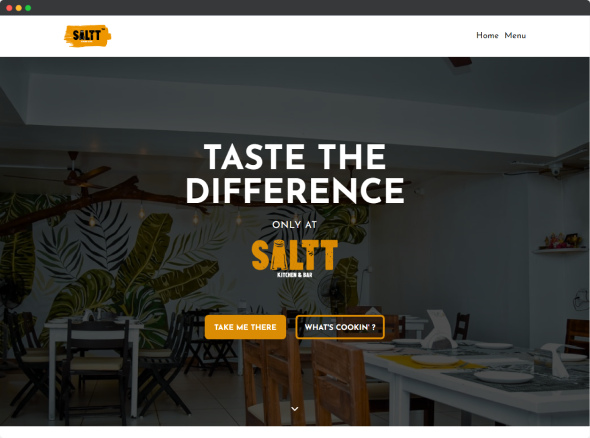 SALTT
Home Menu
TASTE THE
DIFFERENCE
ONLY AT
SALTT
KITCHEN & BAR
TAKE ME THERE
WHAT'S COOKIN' ?